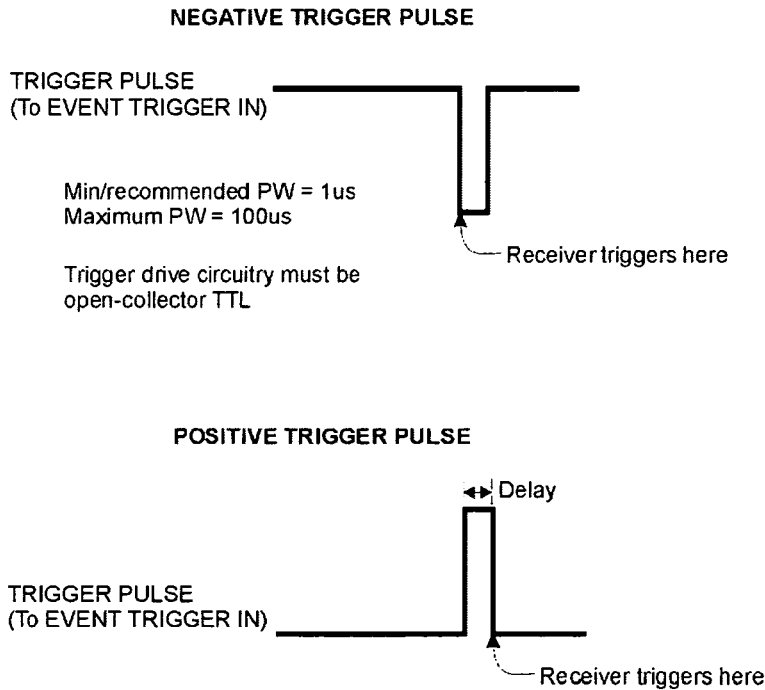 NEGATIVE TRIGGER PULSE
TRIGGER PULSE
(To EVENT TRIGGER IN)
Min/recommended PW = 1us
Maximum PW = 100us
Receiver triggers here
Trigger drive circuitry must be
open-collector TTL
POSITIVE TRIGGER PULSE
Delay
TRIGGER PULSE
(To EVENT TRIGGER IN)
Receiver triggers here